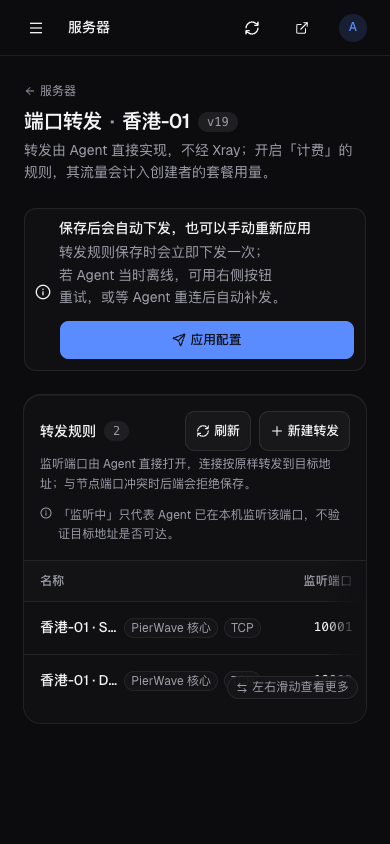 服务器
A
← 服务器
端口转发 · 香港-01 v19
转发由 Agent 直接实现，不经 Xray；开启「计费」的
规则，其流量会计入创建者的套餐用量。
保存后会自动下发，也可以手动重新应用
转发规则保存时会立即下发一次；
若 Agent 当时离线，可用右侧按钮
重试，或等 Agent 重连后自动补发。
应用配置
转发规则 2 刷新 新建转发
监听端口由 Agent 直接打开，连接按原样转发到目标地
址；与节点端口冲突时后端会拒绝保存。
「监听中」只代表 Agent 已在本机监听该端口，不验
证目标地址是否可达。
名称 监听端口
香港-01 · S... PierWave 核心 TCP 10001
香港-01 · D... PierWave 核心
左右滑动查看更多